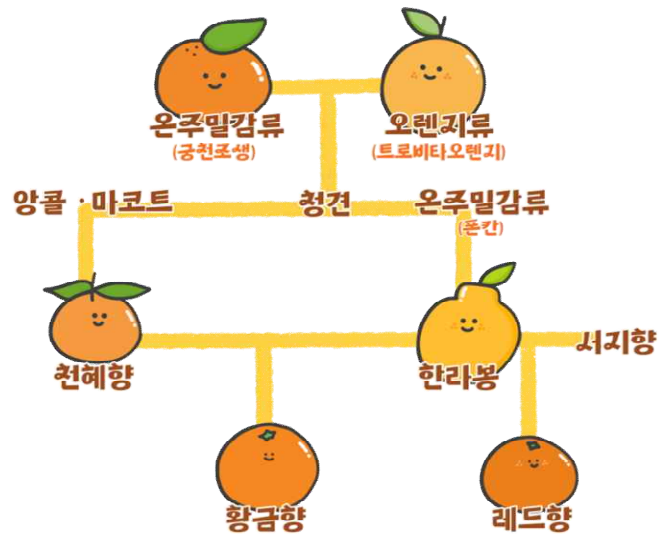 온주밀감류
(궁천조생)
오렌지류
(트로비타오렌지)
앙콜·마코트
청견
온주밀감류
(폰칸)
천혜향
한라봉
서지향
황금향
레드향